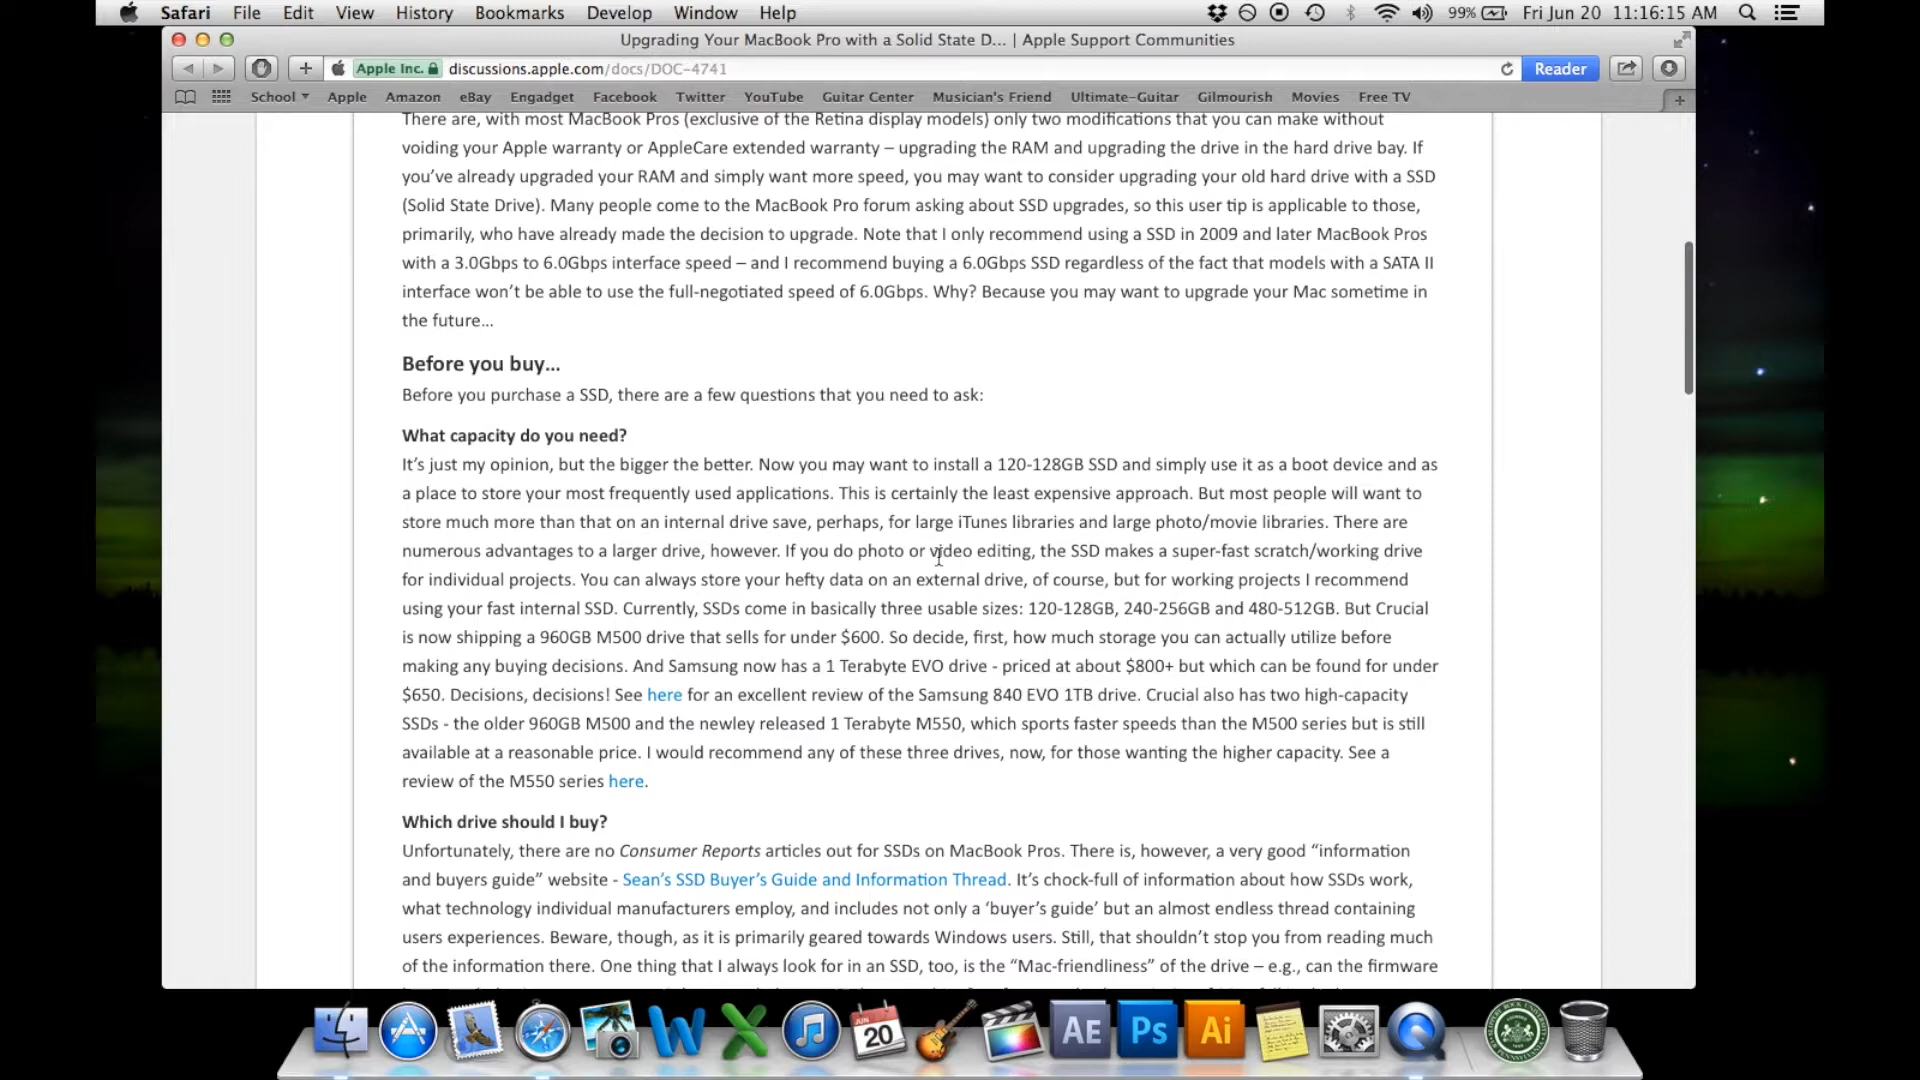 Safari File Edit View History Bookmarks Develop Window Help 99% Fri Jun 20 11:16:15 AM
Upgrading Your MacBook Pro with a Solid State D... | Apple Support Communities
Apple Inc. discussions.apple.com/docs/DOC-4741 Reader
School Apple Amazon eBay Engadget Facebook Twitter YouTube Guitar Center Musician's Friend Ultimate-Guitar Gilmourish Movies Free TV
There are, with most MacBook Pros (exclusive of the Retina display models) only two modifications that you can make without
voiding your Apple warranty or AppleCare extended warranty – upgrading the RAM and upgrading the drive in the hard drive bay. If
you've already upgraded your RAM and simply want more speed, you may want to consider upgrading your old hard drive with a SSD
(Solid State Drive). Many people come to the MacBook Pro forum asking about SSD upgrades, so this user tip is applicable to those,
primarily, who have already made the decision to upgrade. Note that I only recommend using a SSD in 2009 and later MacBook Pros
with a 3.0Gbps to 6.0Gbps interface speed – and I recommend buying a 6.0Gbps SSD regardless of the fact that models with a SATA II
interface won't be able to use the full-negotiated speed of 6.0Gbps. Why? Because you may want to upgrade your Mac sometime in
the future…
Before you buy…
Before you purchase a SSD, there are a few questions that you need to ask:
What capacity do you need?
It's just my opinion, but the bigger the better. Now you may want to install a 120-128GB SSD and simply use it as a boot device and as
a place to store your most frequently used applications. This is certainly the least expensive approach. But most people will want to
store much more than that on an internal drive save, perhaps, for large iTunes libraries and large photo/movie libraries. There are
numerous advantages to a larger drive, however. If you do photo or video editing, the SSD makes a super-fast scratch/working drive
for individual projects. You can always store your hefty data on an external drive, of course, but for working projects I recommend
using your fast internal SSD. Currently, SSDs come in basically three usable sizes: 120-128GB, 240-256GB and 480-512GB. But Crucial
is now shipping a 960GB M500 drive that sells for under $600. So decide, first, how much storage you can actually utilize before
making any buying decisions. And Samsung now has a 1 Terabyte EVO drive - priced at about $800+ but which can be found for under
$650. Decisions, decisions! See here for an excellent review of the Samsung 840 EVO 1TB drive. Crucial also has two high-capacity
SSDs - the older 960GB M500 and the newley released 1 Terabyte M550, which sports faster speeds than the M500 series but is still
available at a reasonable price. I would recommend any of these three drives, now, for those wanting the higher capacity. See a
review of the M550 series here.
Which drive should I buy?
Unfortunately, there are no Consumer Reports articles out for SSDs on MacBook Pros. There is, however, a very good “information
and buyers guide” website - Sean's SSD Buyer's Guide and Information Thread. It's chock-full of information about how SSDs work,
what technology individual manufacturers employ, and includes not only a ‘buyer's guide’ but an almost endless thread containing
users experiences. Beware, though, as it is primarily geared towards Windows users. Still, that shouldn't stop you from reading much
of the information there. One thing that I always look for in an SSD, too, is the “Mac-friendliness” of the drive – e.g., can the firmware
JUN
20
AE
Ps
Ai